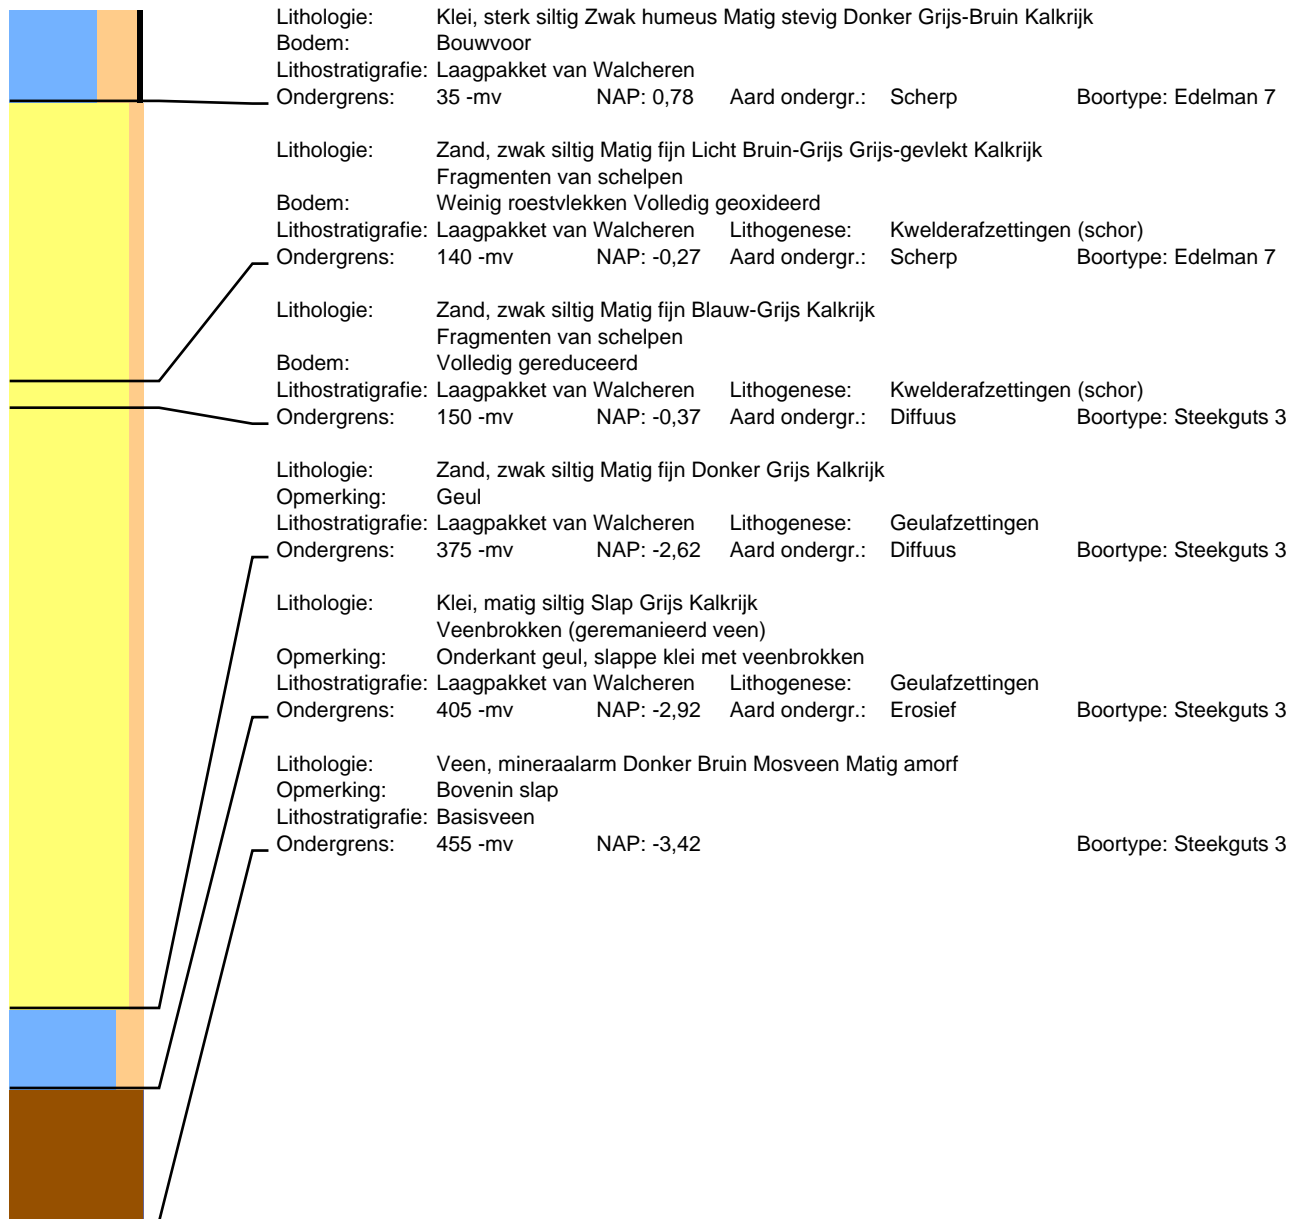 Lithologie: Klei, sterk siltig Zwak humeus Matig stevig Donker Grijs-Bruin Kalkrijk
Bodem: Bouwvoor
Lithostratigrafie: Laagpakket van Walcheren
Ondergrens: 35 -mv NAP: 0,78 Aard ondergr.: Scherp Boortype: Edelman 7
Lithologie: Zand, zwak siltig Matig fijn Licht Bruin-Grijs Grijs-gevlekt Kalkrijk
Fragmenten van schelpen
Bodem: Weinig roestvlekken Volledig geoxideerd
Lithostratigrafie: Laagpakket van Walcheren Lithogenese: Kwelderafzettingen (schor)
Ondergrens: 140 -mv NAP: -0,27 Aard ondergr.: Scherp Boortype: Edelman 7
Lithologie: Zand, zwak siltig Matig fijn Blauw-Grijs Kalkrijk
Fragmenten van schelpen
Bodem: Volledig gereduceerd
Lithostratigrafie: Laagpakket van Walcheren Lithogenese: Kwelderafzettingen (schor)
Ondergrens: 150 -mv NAP: -0,37 Aard ondergr.: Diffuus Boortype: Steekguts 3
Lithologie: Zand, zwak siltig Matig fijn Donker Grijs Kalkrijk
Opmerking: Geul
Lithostratigrafie: Laagpakket van Walcheren Lithogenese: Geulafzettingen
Ondergrens: 375 -mv NAP: -2,62 Aard ondergr.: Diffuus Boortype: Steekguts 3
Lithologie: Klei, matig siltig Slap Grijs Kalkrijk
Veenbrokken (geremanieerd veen)
Opmerking: Onderkant geul, slappe klei met veenbrokken
Lithostratigrafie: Laagpakket van Walcheren Lithogenese: Geulafzettingen
Ondergrens: 405 -mv NAP: -2,92 Aard ondergr.: Erosief Boortype: Steekguts 3
Lithologie: Veen, mineraalarm Donker Bruin Mosveen Matig amorf
Opmerking: Bovenin slap
Lithostratigrafie: Basisveen
Ondergrens: 455 -mv NAP: -3,42 Boortype: Steekguts 3